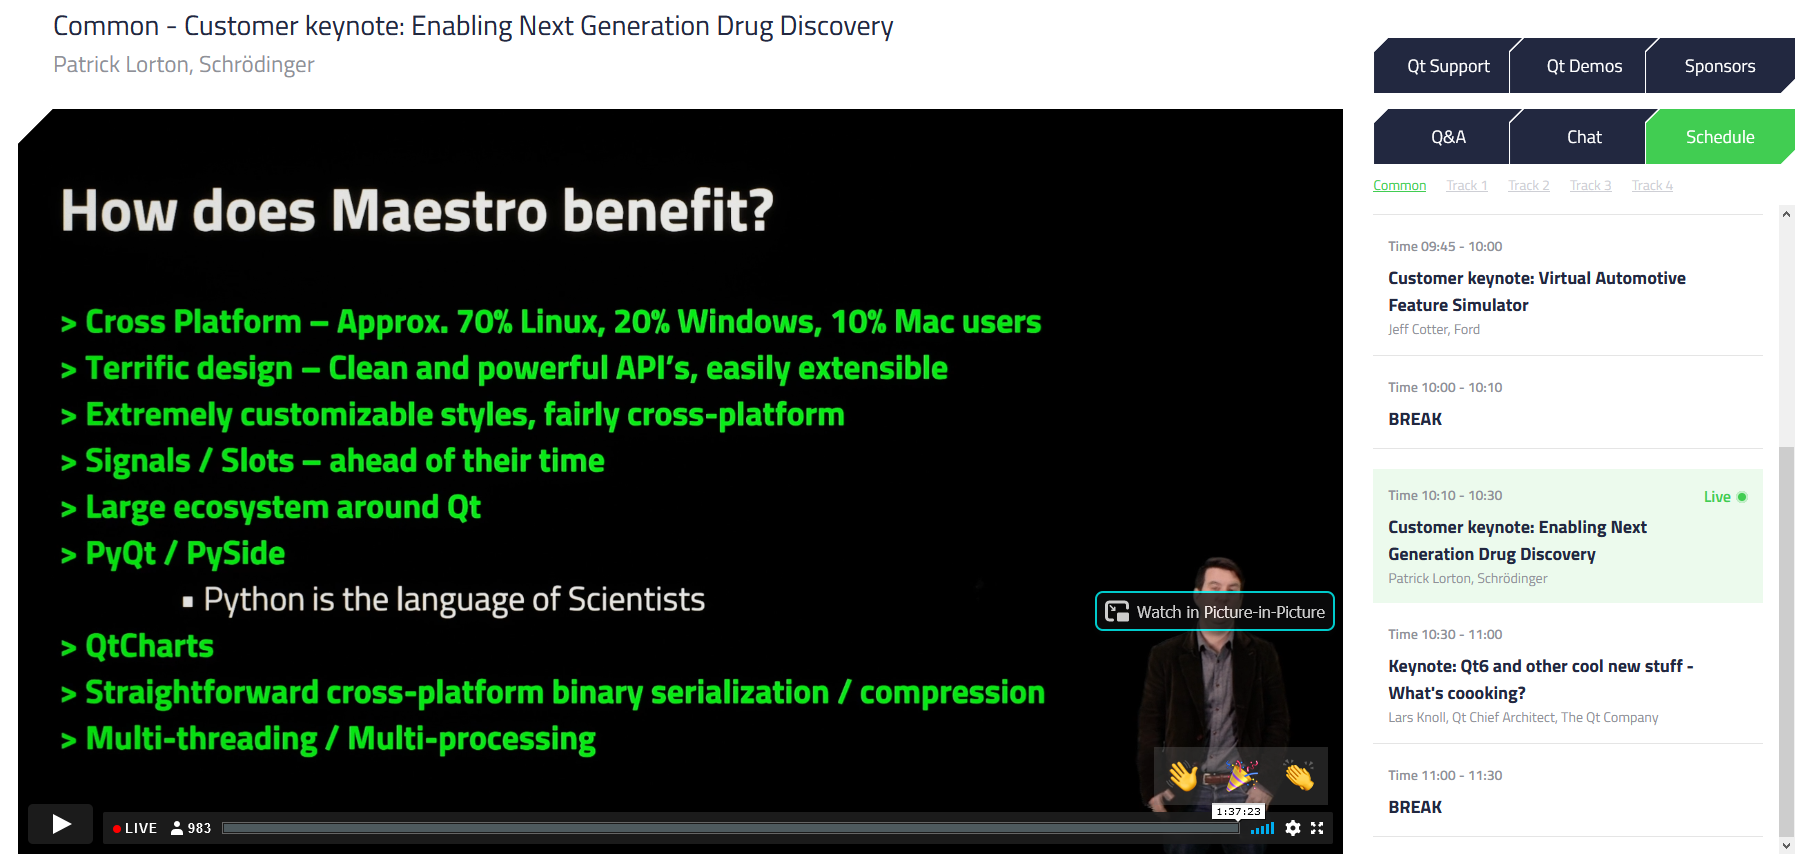 Common - Customer keynote: Enabling Next Generation Drug Discovery
Patrick Lorton, Schrödinger
How does Maestro benefit?
> Cross Platform – Approx. 70% Linux, 20% Windows, 10% Mac users
> Terrific design – Clean and powerful API's, easily extensible
> Extremely customizable styles, fairly cross-platform
> Signals / Slots – ahead of their time
> Large ecosystem around Qt
> PyQt / PySide
▪ Python is the language of Scientists
> QtCharts
> Straightforward cross-platform binary serialization / compression
> Multi-threading / Multi-processing
Watch in Picture-in-Picture
1:37:23
LIVE 983
Qt Support Qt Demos Sponsors
Q&A Chat Schedule
Common Track 1 Track 2 Track 3 Track 4
Time 09:45 - 10:00
Customer keynote: Virtual Automotive
Feature Simulator
Jeff Cotter, Ford
Time 10:00 - 10:10
BREAK
Time 10:10 - 10:30 Live
Customer keynote: Enabling Next
Generation Drug Discovery
Patrick Lorton, Schrödinger
Time 10:30 - 11:00
Keynote: Qt6 and other cool new stuff -
What's coooking?
Lars Knoll, Qt Chief Architect, The Qt Company
Time 11:00 - 11:30
BREAK